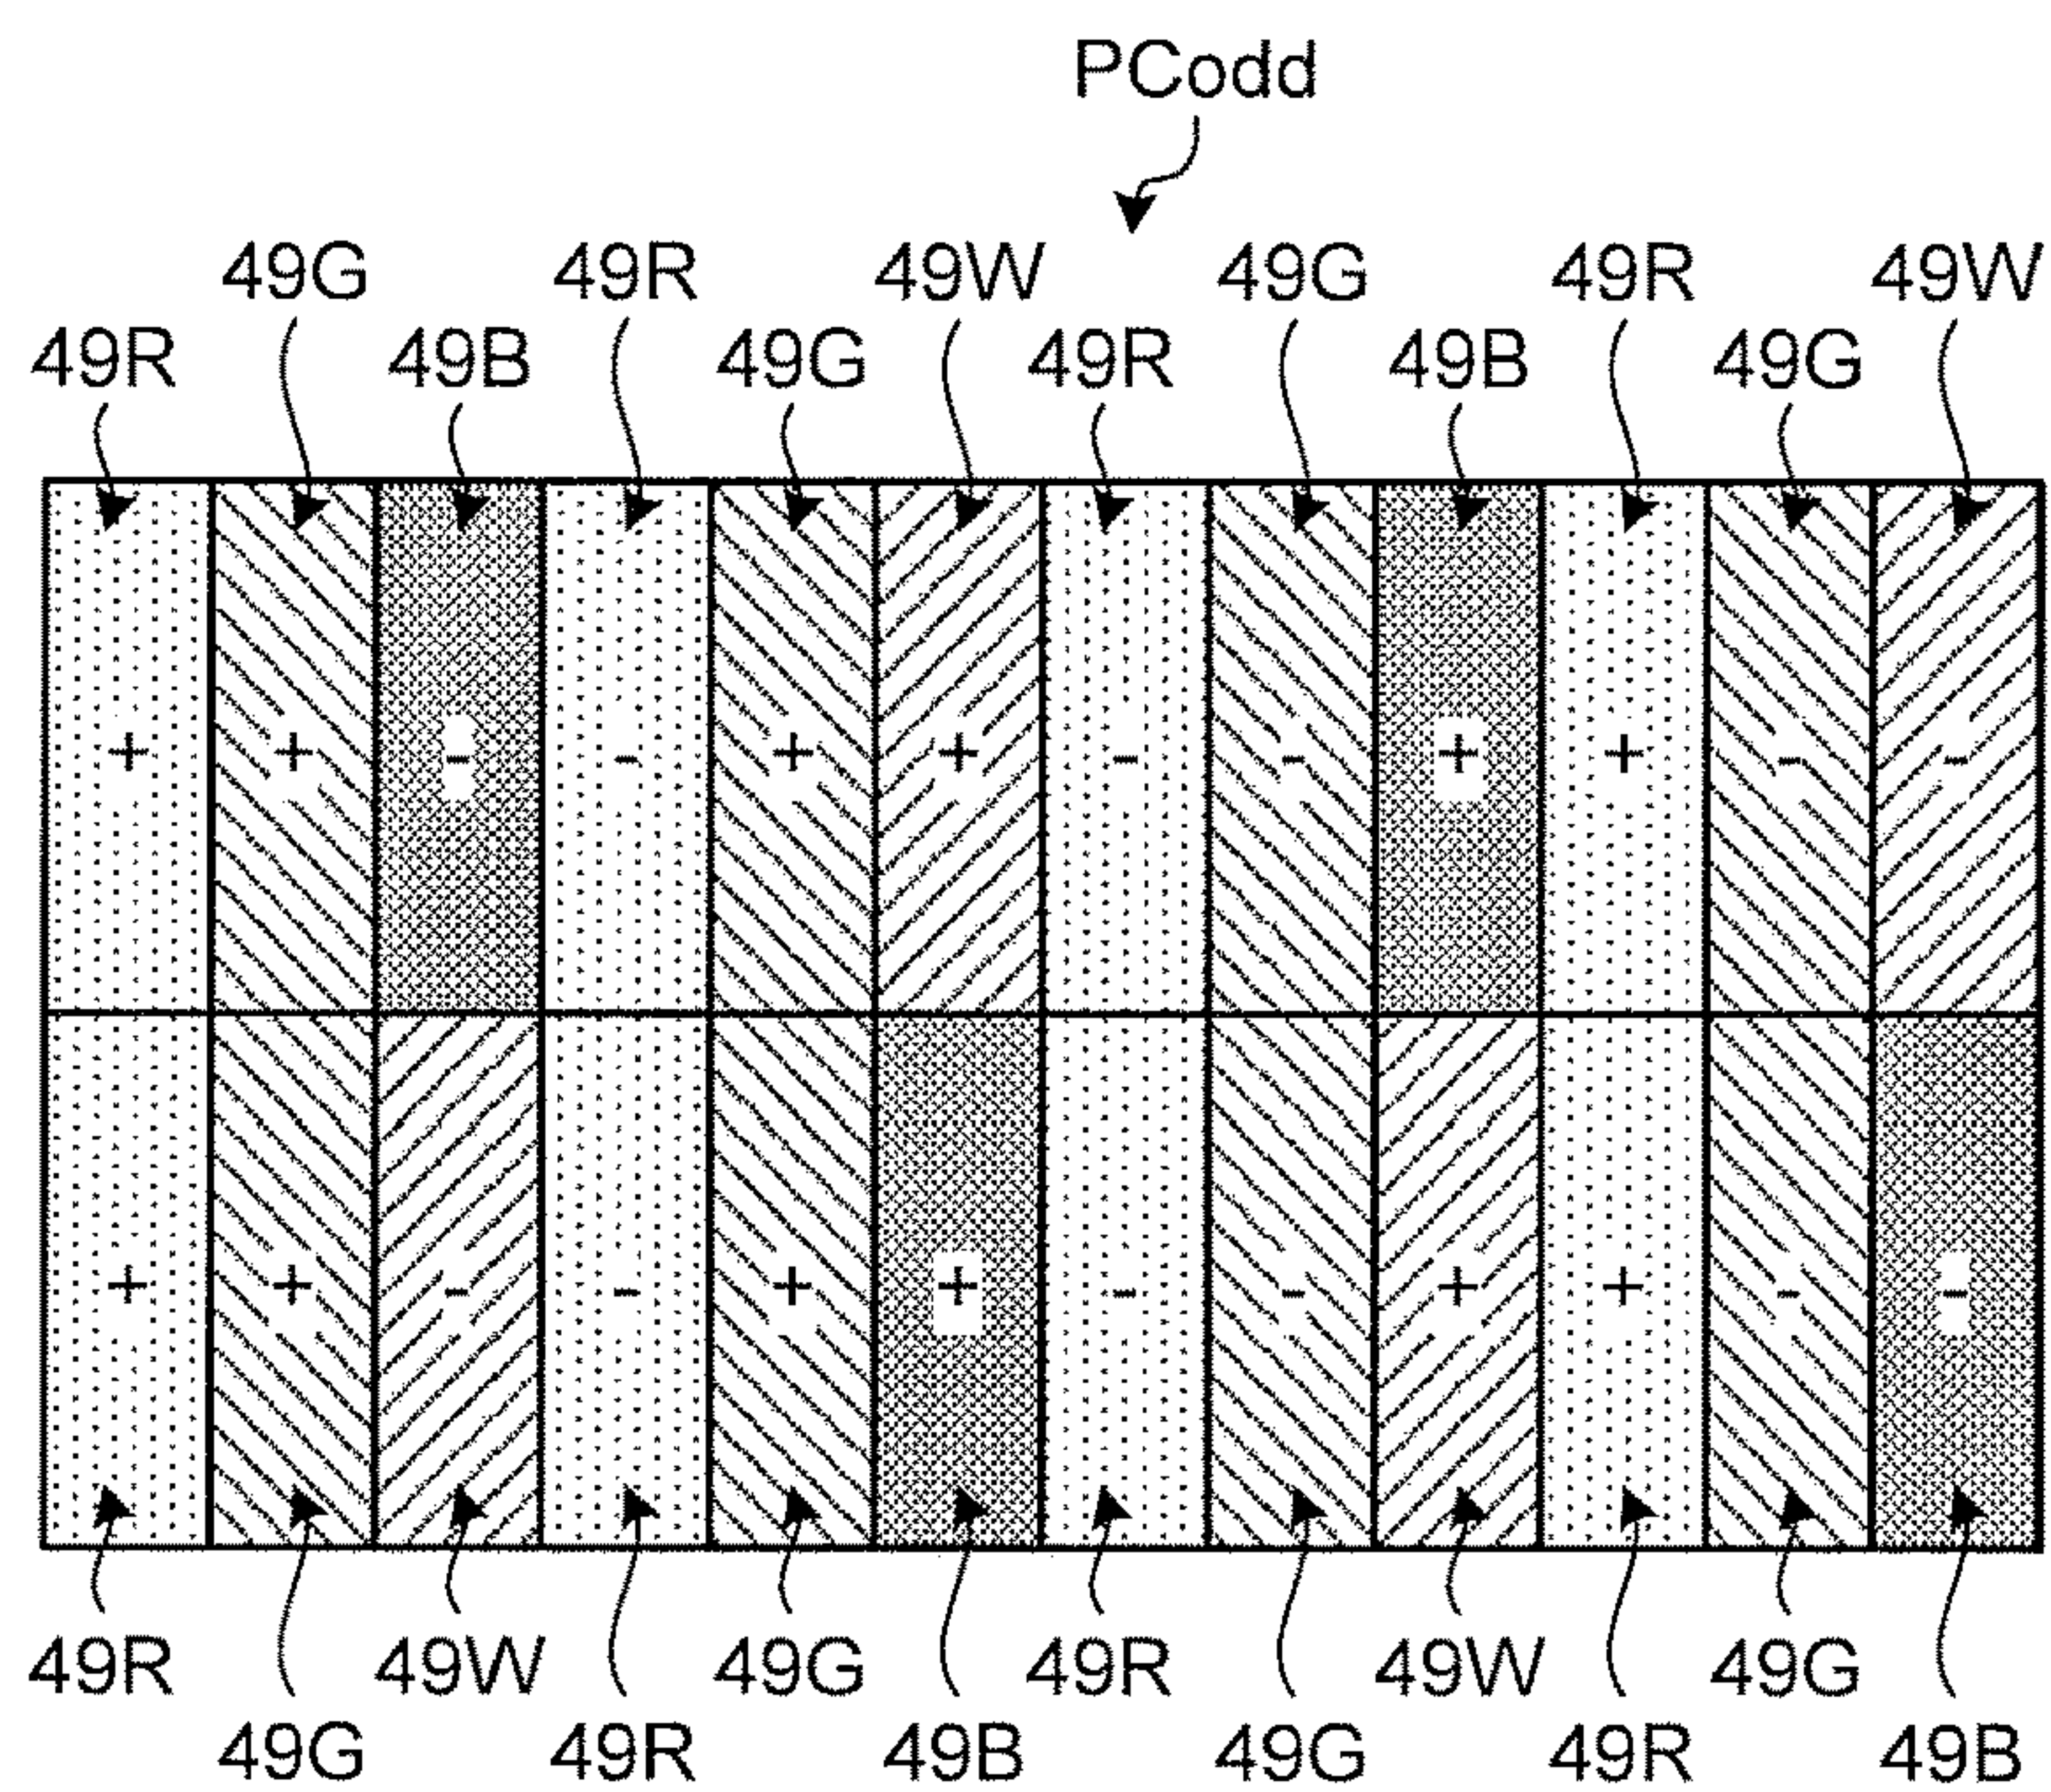 PCodd
49G 49R 49W 49G 49R 49W
49R 49B 49G 49R 49B 49G
+ + - - + + - - + + - -
+ + - - + + - - + + - -
49R 49W 49G 49R 49W 49G
49G 49R 49B 49G 49R 49B